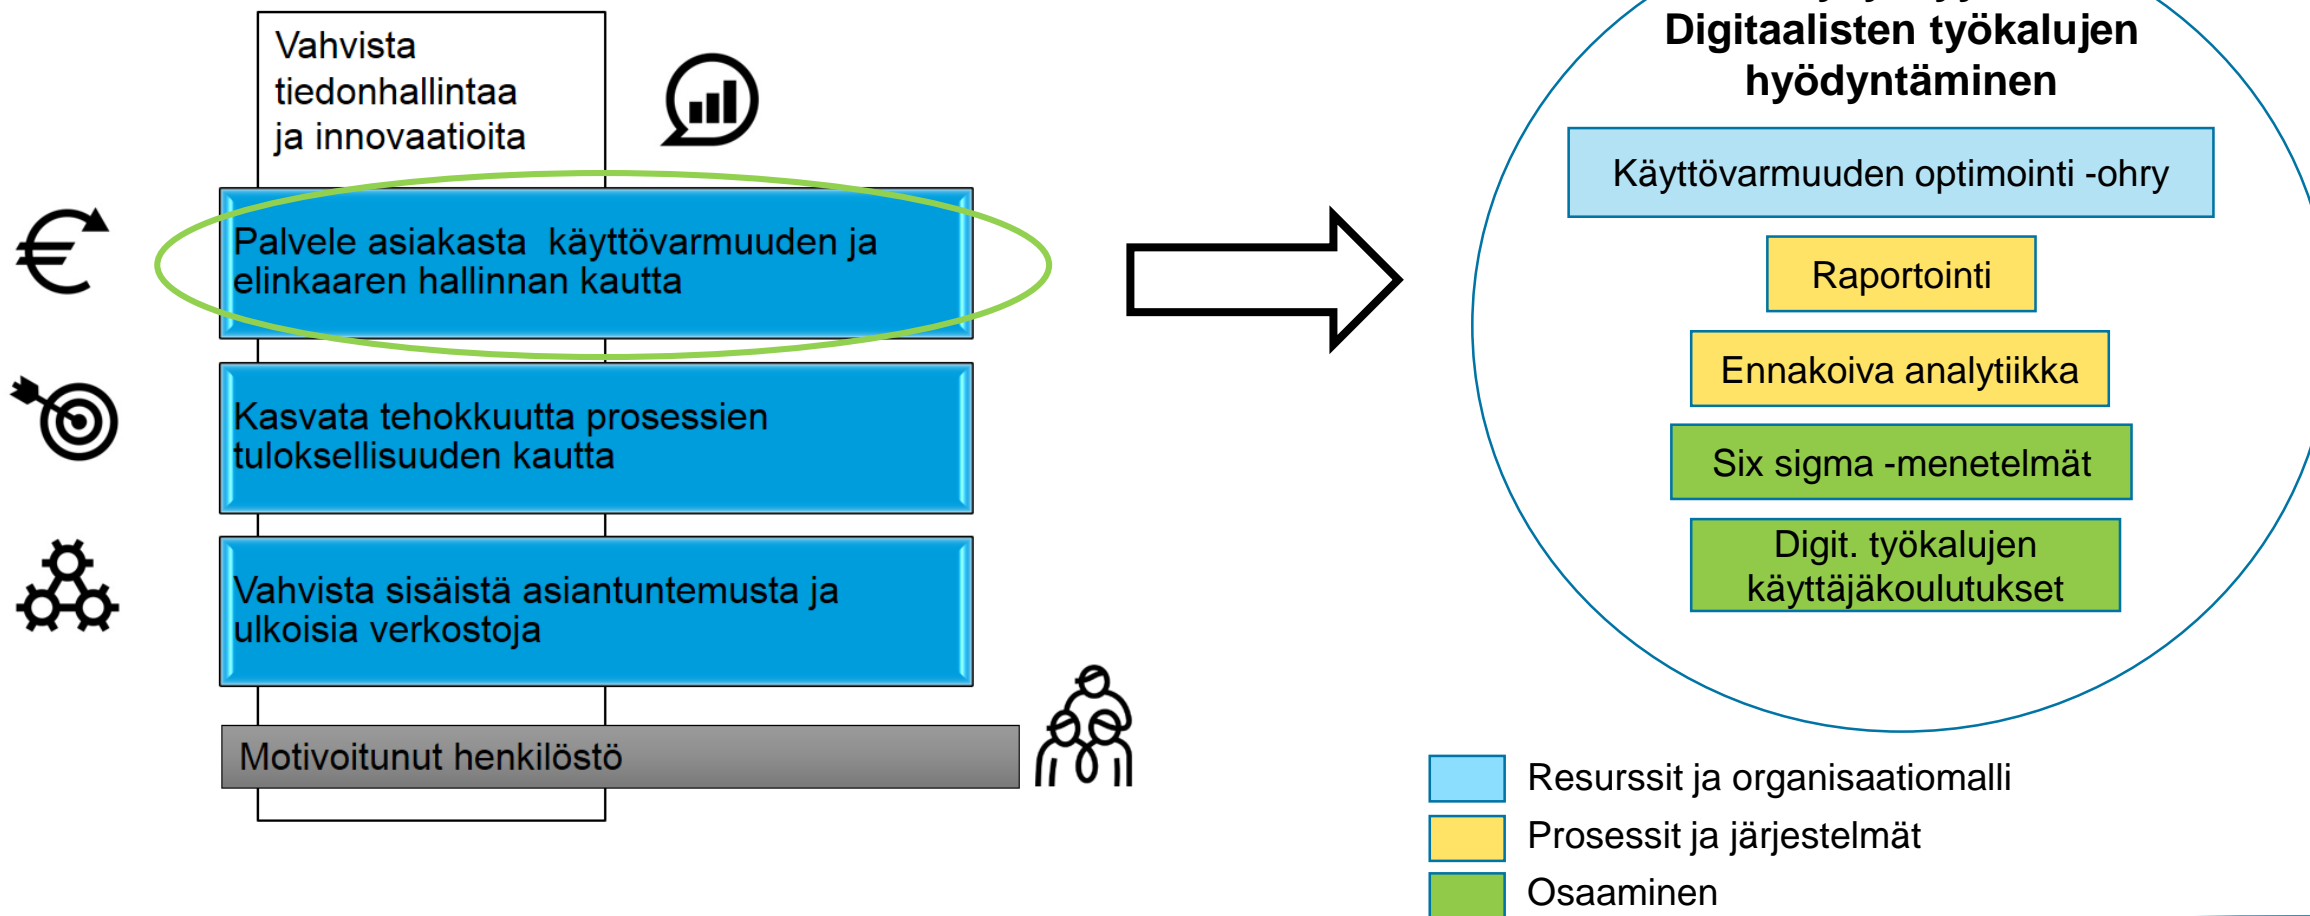 Vahvista
tiedonhallintaa
ja innovaatioita
Palvele asiakasta käyttövarmuuden ja
elinkaaren hallinnan kautta
Kasvata tehokkuutta prosessien
tuloksellisuuden kautta
Vahvista sisäistä asiantuntemusta ja
ulkoisia verkostoja
Motivoitunut henkilöstö
Digitaalisten työkalujen
hyödyntäminen
Käyttövarmuuden optimointi -ohry
Raportointi
Ennakoiva analytiikka
Six sigma -menetelmät
Digit. työkalujen
käyttäjäkoulutukset
Resurssit ja organisaatiomalli
Prosessit ja järjestelmät
Osaaminen